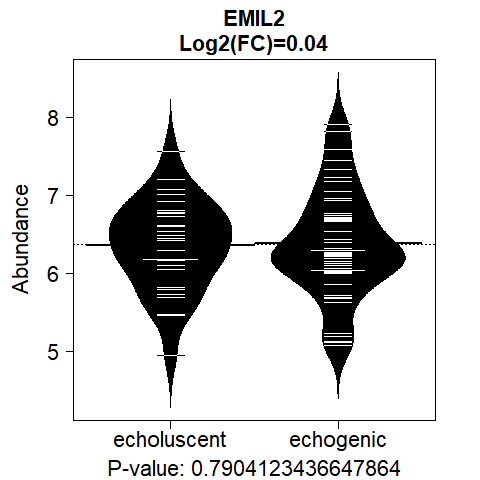 EMIL2
Log2(FC)=0.04
8
7
6
5
Abundance
echoluscent echogenic
P-value: 0.7904123436647864